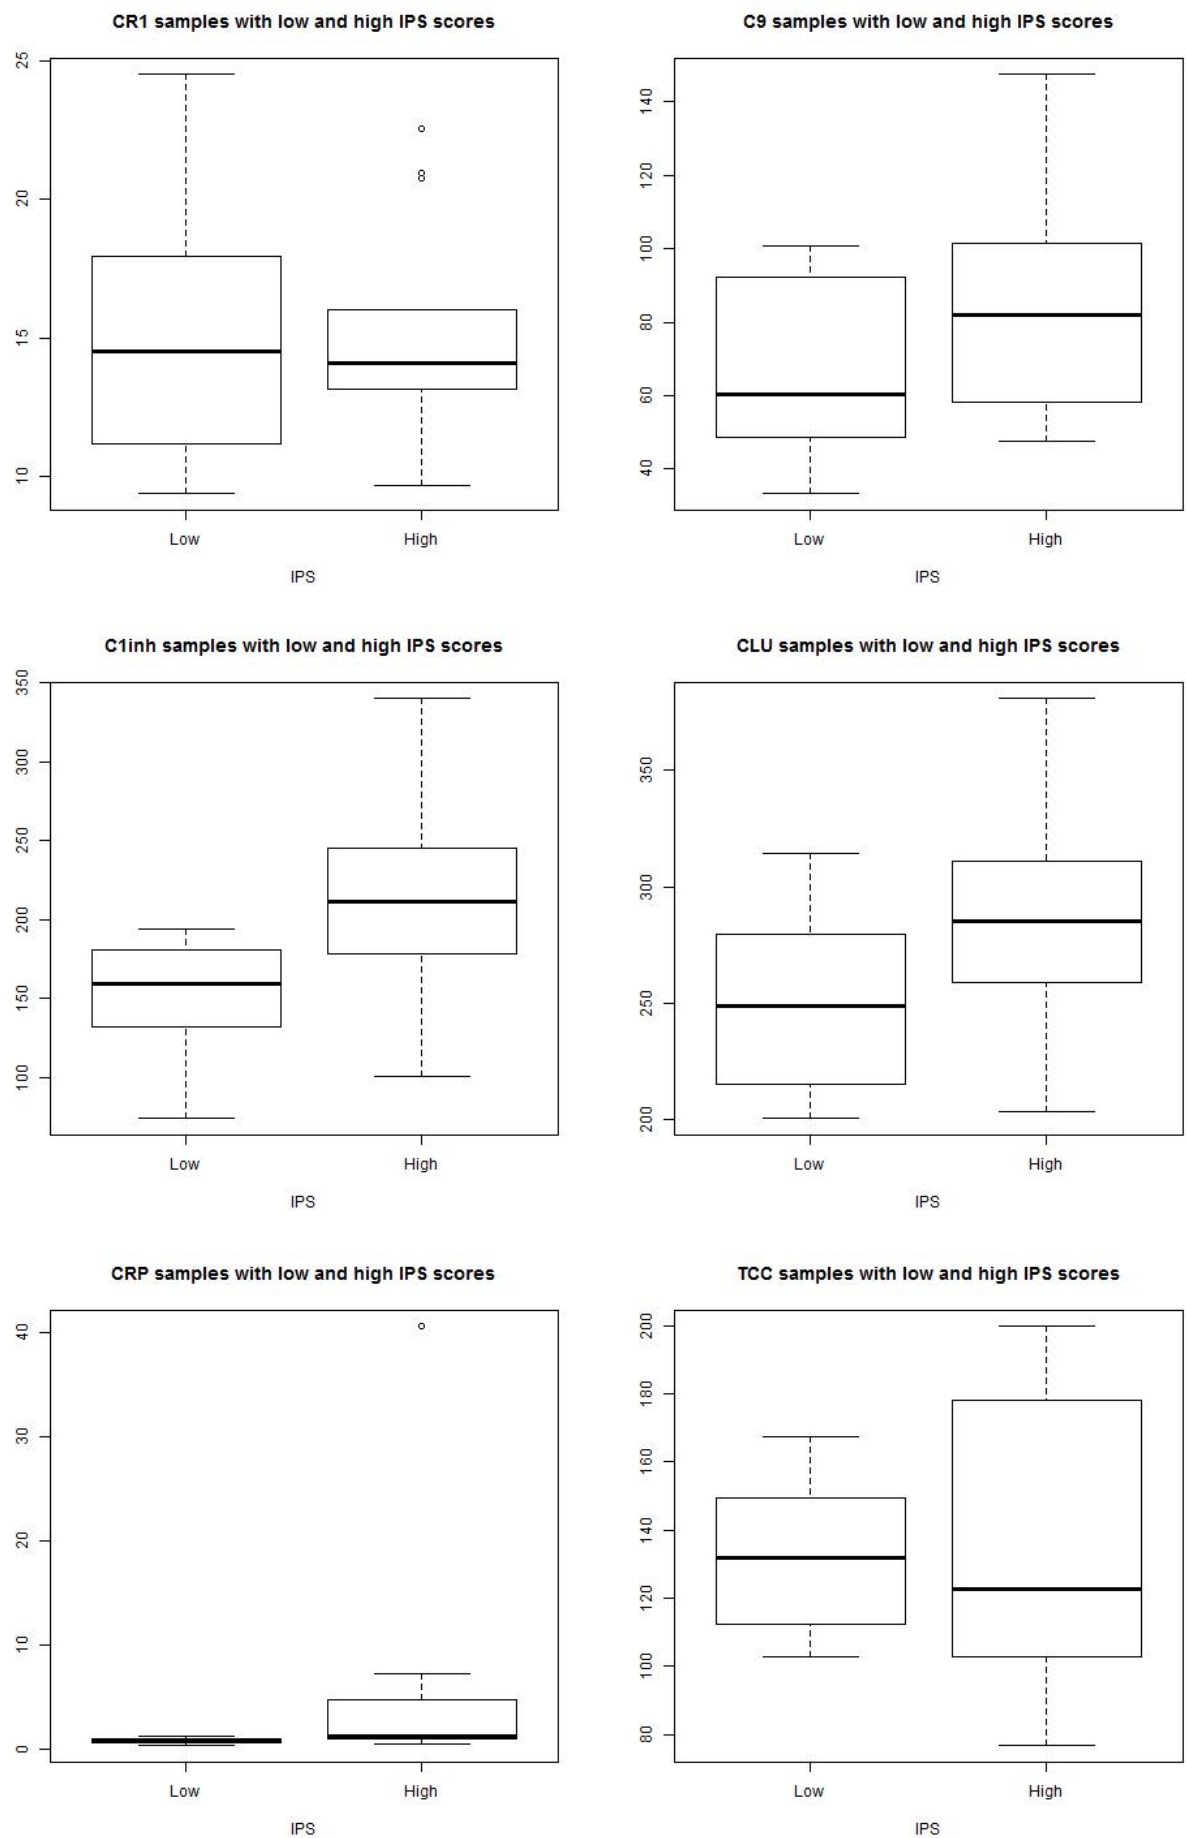 CR1 samples with low and high IPS scores
25
20
15
10
Low High
IPS
C9 samples with low and high IPS scores
140
120
100
80
60
40
Low High
IPS
C1inh samples with low and high IPS scores
350
300
250
200
150
100
Low High
IPS
CLU samples with low and high IPS scores
350
300
250
200
Low High
IPS
CRP samples with low and high IPS scores
40
30
20
10
0
Low High
IPS
TCC samples with low and high IPS scores
200
180
160
140
120
100
80
Low High
IPS